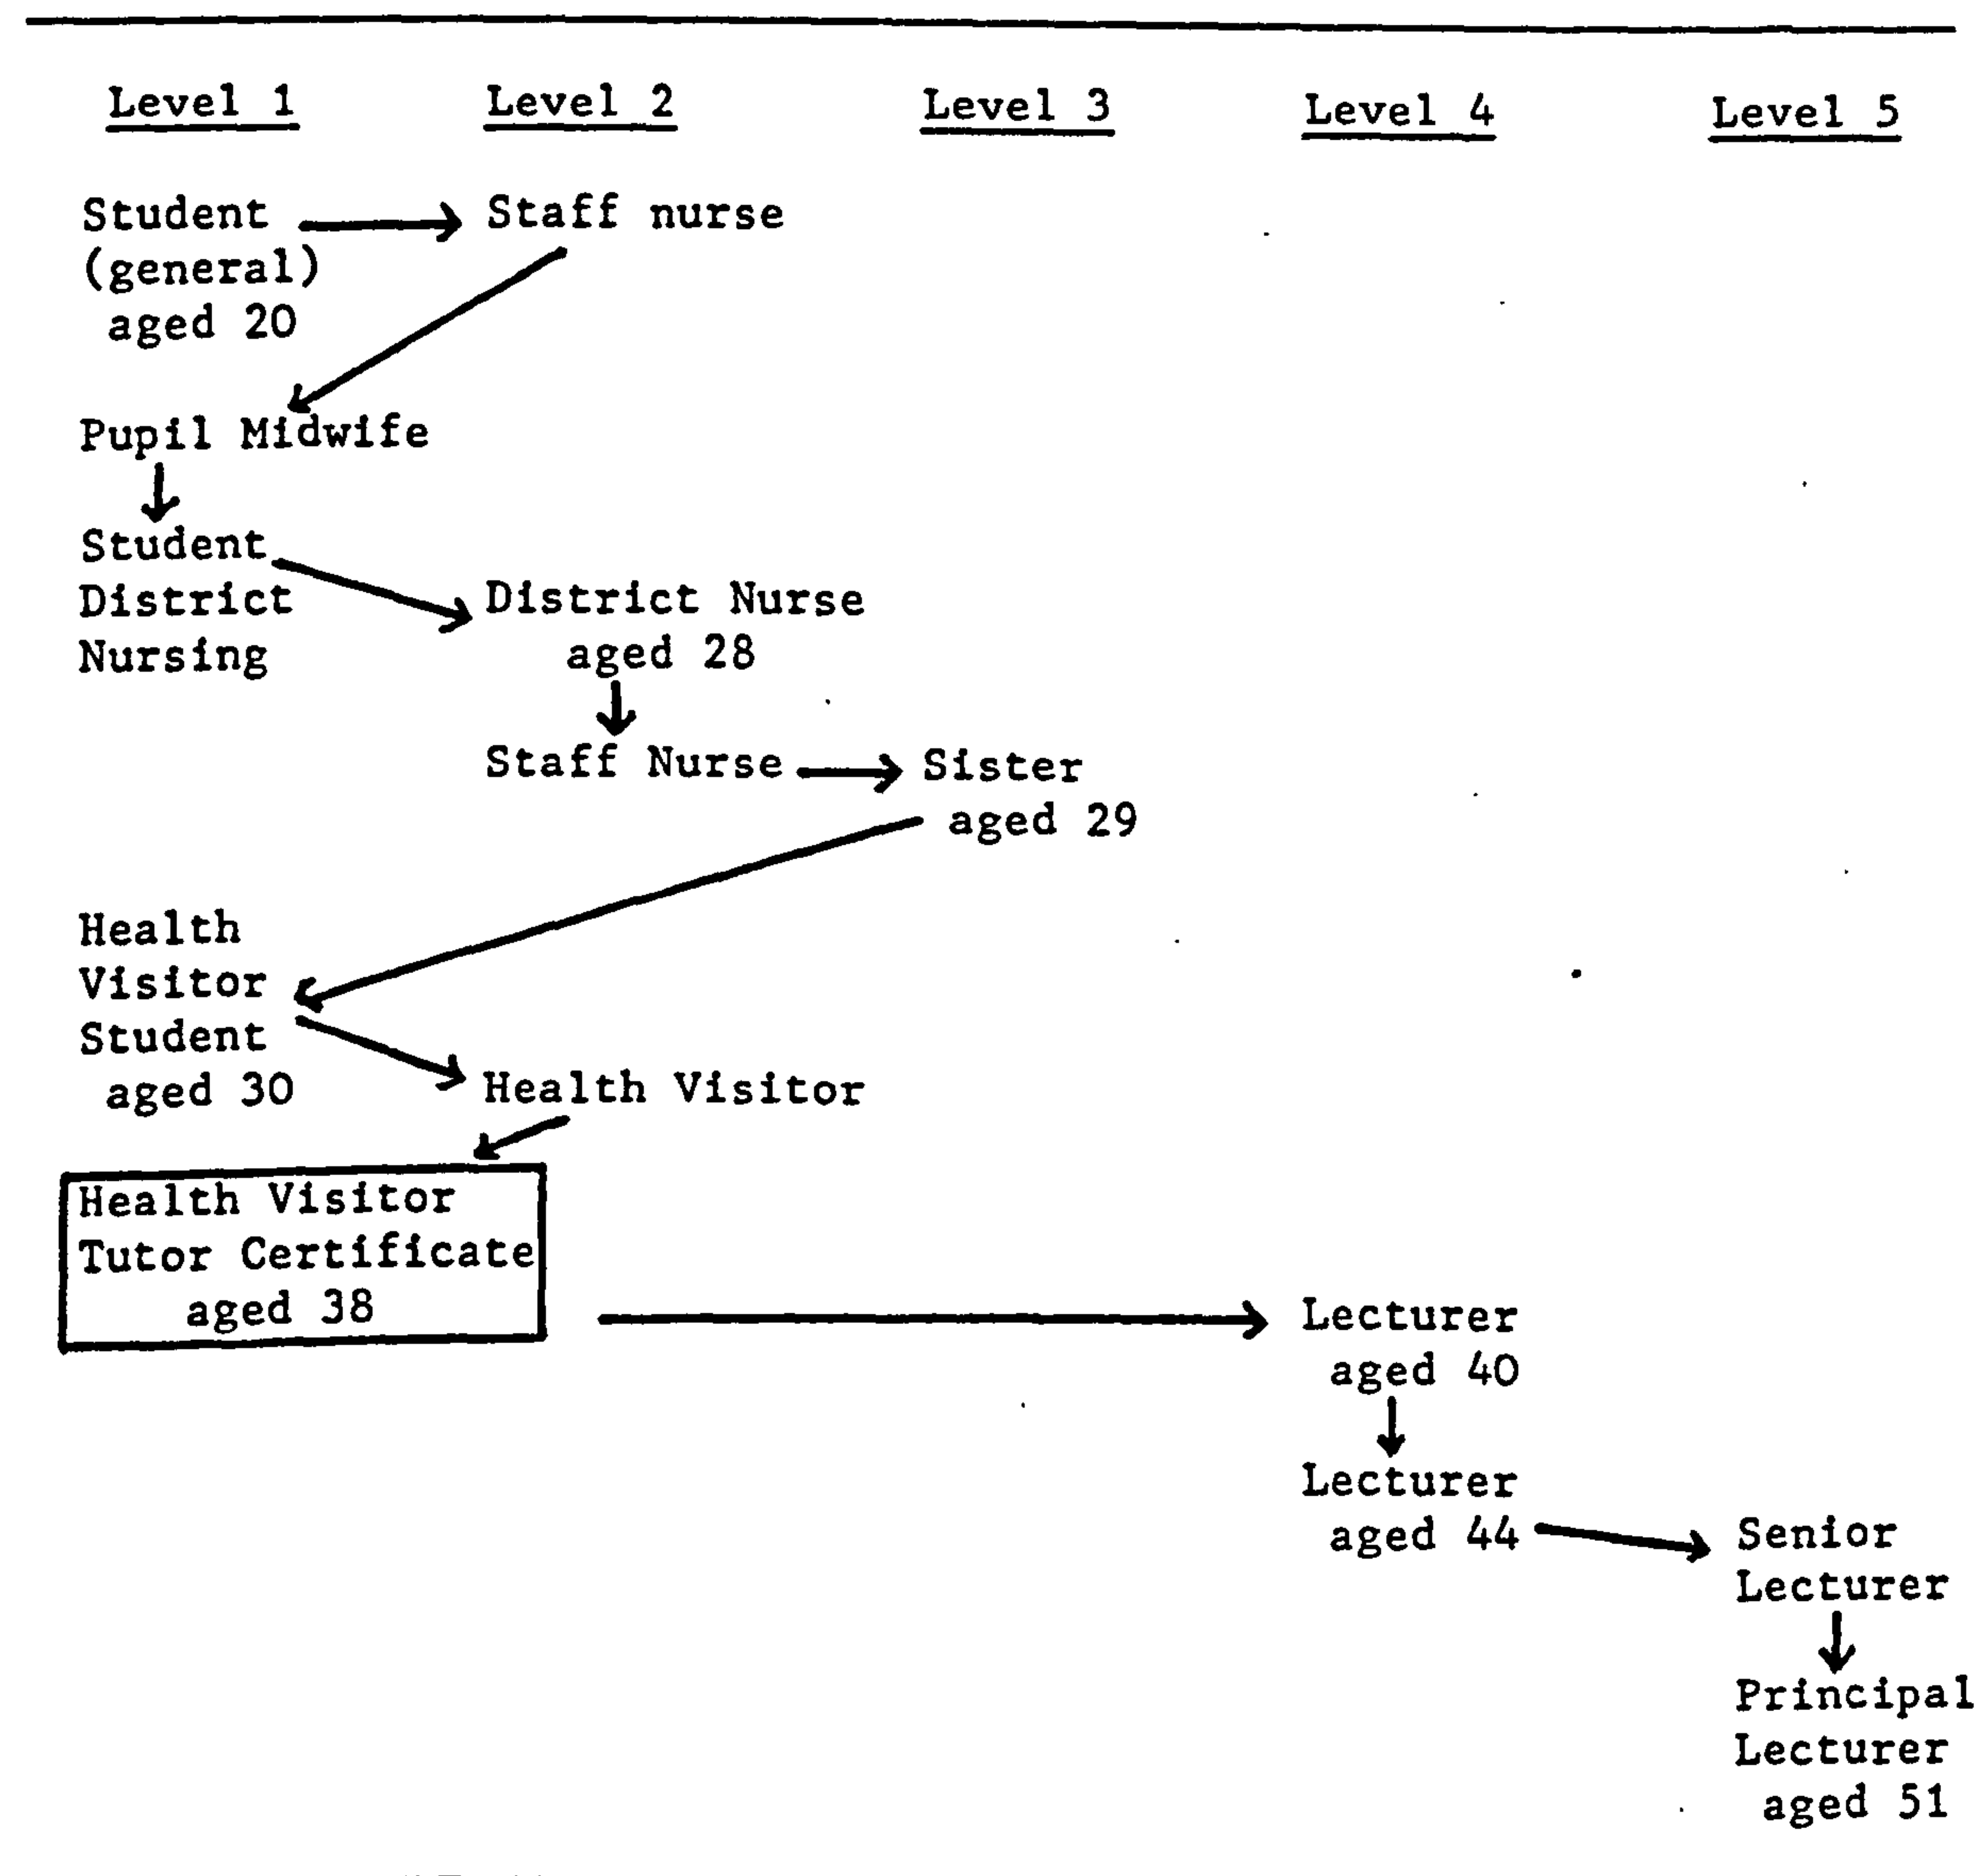 Level 1 Level 2 Level 3 Level 4 Level 5
Student Staff nurse
(general)
aged 20
Pupil Midwife
Student
District District Nurse
Nursing aged 28
Staff Nurse Sister
aged 29
Health
Visitor
Student
aged 30 Health Visitor
Health Visitor
Tutor Certificate
aged 38 Lecturer
aged 40
Lecturer
aged 44 Senior
Lecturer
Principal
Lecturer
aged 51